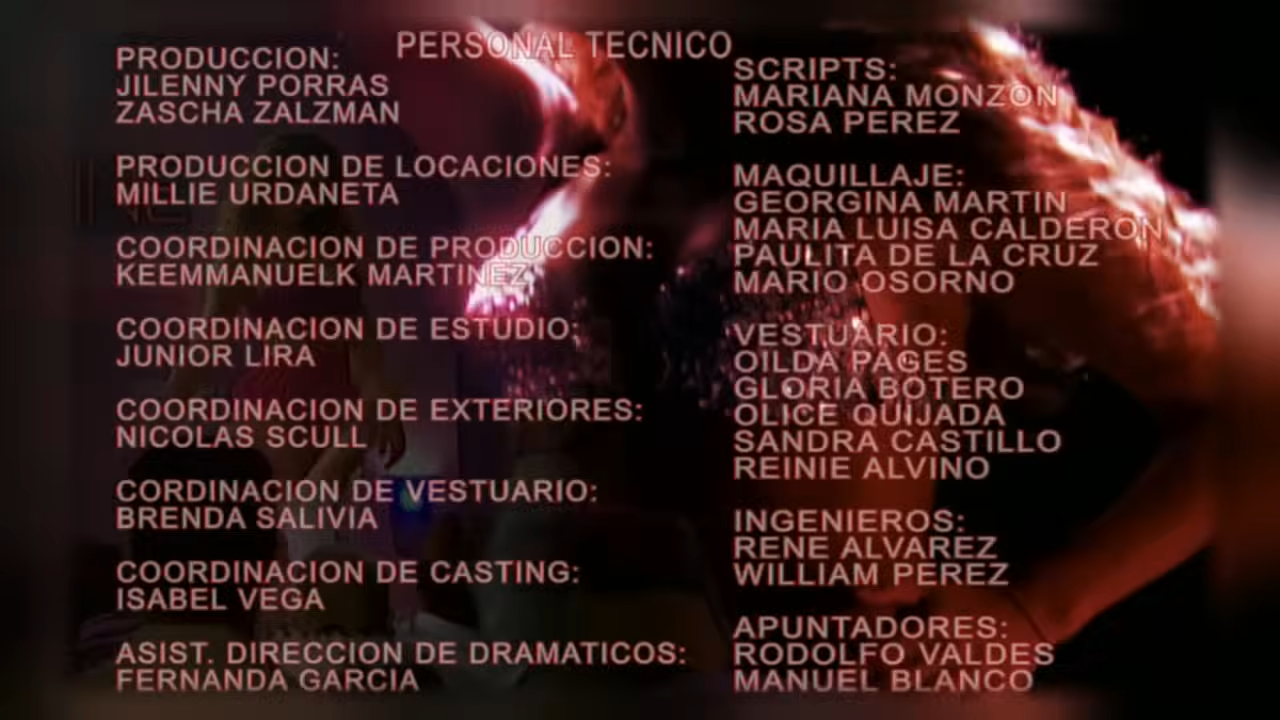 PERSONAL TECNICO
PRODUCCION:
JILENNY PORRAS
ZASCHA ZALZMAN
PRODUCCION DE LOCACIONES:
MILLIE URDANETA
COORDINACION DE PRODUCCION:
KEEMMANUELK MARTINEZ
COORDINACION DE ESTUDIO:
JUNIOR LIRA
COORDINACION DE EXTERIORES:
NICOLAS SCULL
CORDINACION DE VESTUARIO:
BRENDA SALIVIA
COORDINACION DE CASTING:
ISABEL VEGA
ASIST. DIRECCION DE DRAMATICOS:
FERNANDA GARCIA
SCRIPTS:
MARIANA MONZON
ROSA PEREZ
MAQUILLAJE:
GEORGINA MARTIN
MARIA LUISA CALDERON
PAULITA DE LA CRUZ
MARIO OSORNO
VESTUARIO:
OILDA PAGES
GLORIA BOTERO
OLICE QUIJADA
SANDRA CASTILLO
REINIE ALVINO
INGENIEROS:
RENE ALVAREZ
WILLIAM PEREZ
APUNTADORES:
RODOLFO VALDES
MANUEL BLANCO